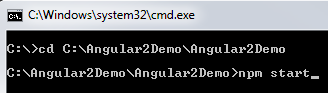 C:\Windows\system32\cmd.exe
C:\>cd C:\Angular2Demo\Angular2Demo
C:\Angular2Demo\Angular2Demo>npm start_